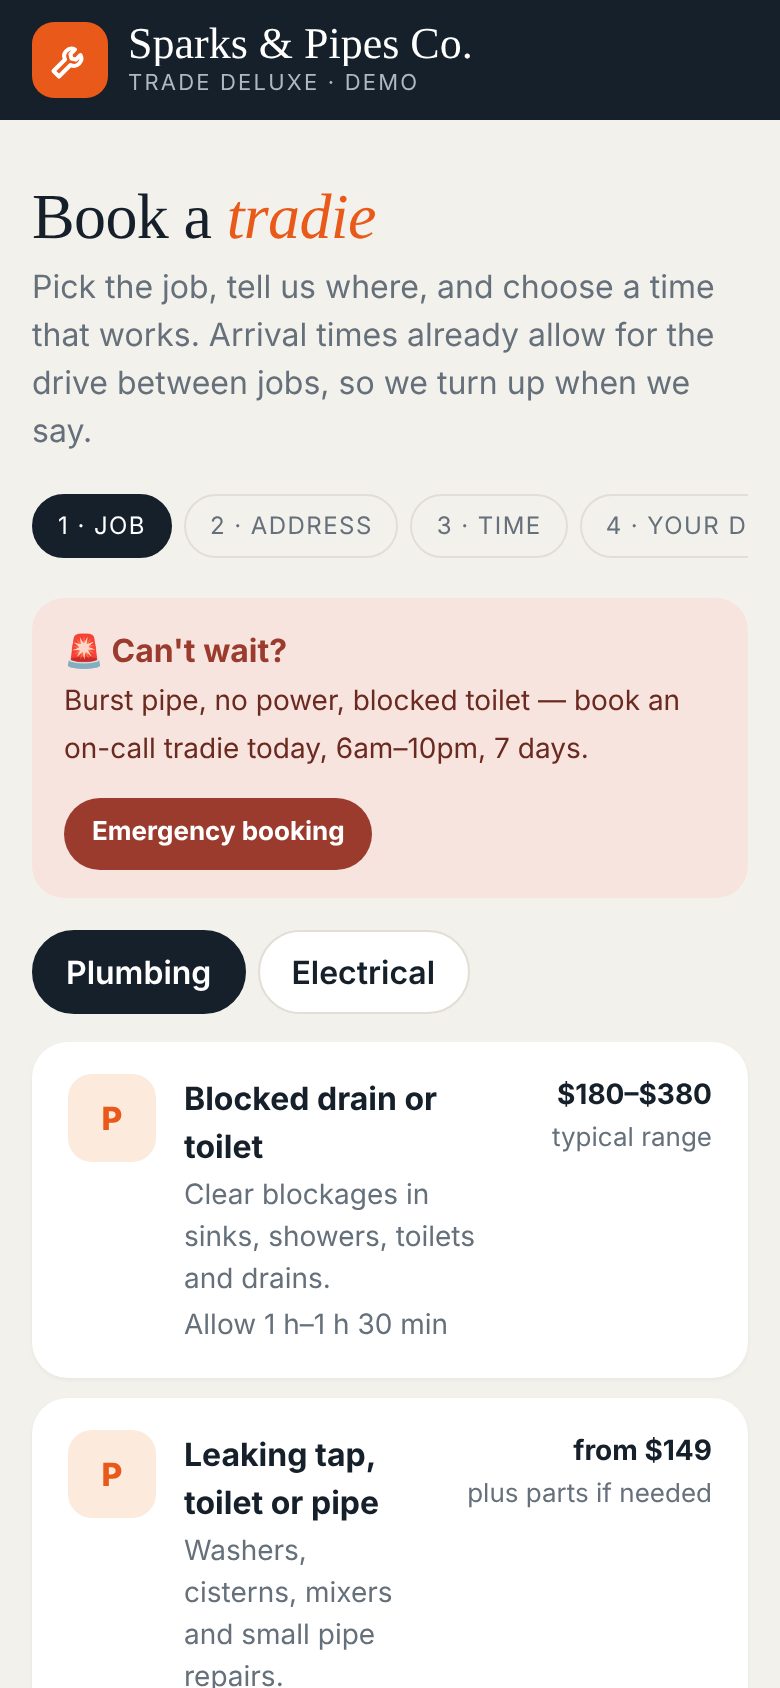 Sparks & Pipes Co.
TRADE DELUXE · DEMO
Book a tradie
Pick the job, tell us where, and choose a time
that works. Arrival times already allow for the
drive between jobs, so we turn up when we
say.
1 · JOB
2 · ADDRESS
3 · TIME
4 · YOUR D
🚨 Can't wait?
Burst pipe, no power, blocked toilet — book an
on-call tradie today, 6am–10pm, 7 days.
Emergency booking
Plumbing
Electrical
P
Blocked drain or
toilet
$180–$380
typical range
Clear blockages in
sinks, showers, toilets
and drains.
Allow 1 h–1 h 30 min
P
Leaking tap,
toilet or pipe
from $149
plus parts if needed
Washers,
cisterns, mixers
and small pipe
repairs.